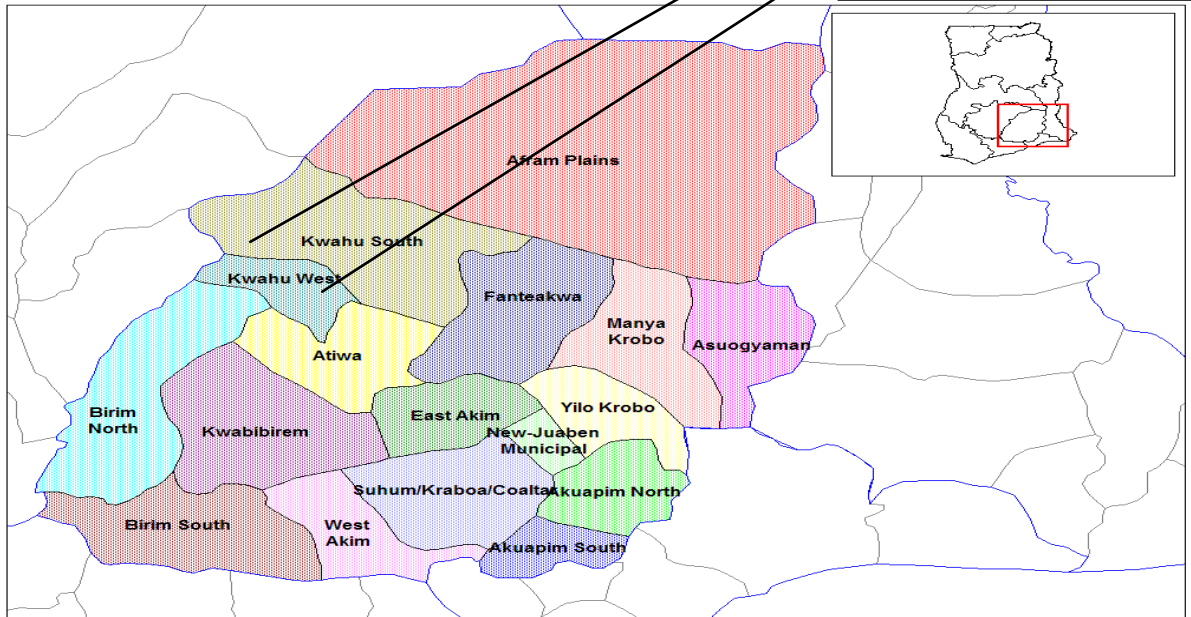 Afram Plains
Kwahu South
Kwahu West
Fanteakwa
Manya
Krobo
Asuogyaman
Atiwa
Birim
North
Kwabibirem
East Akim
Yilo Krobo
New-Juaben
Municipal
Suhum/Kraboa/Coaltar
Akuapim North
Birim South
West
Akim
Akuapim South